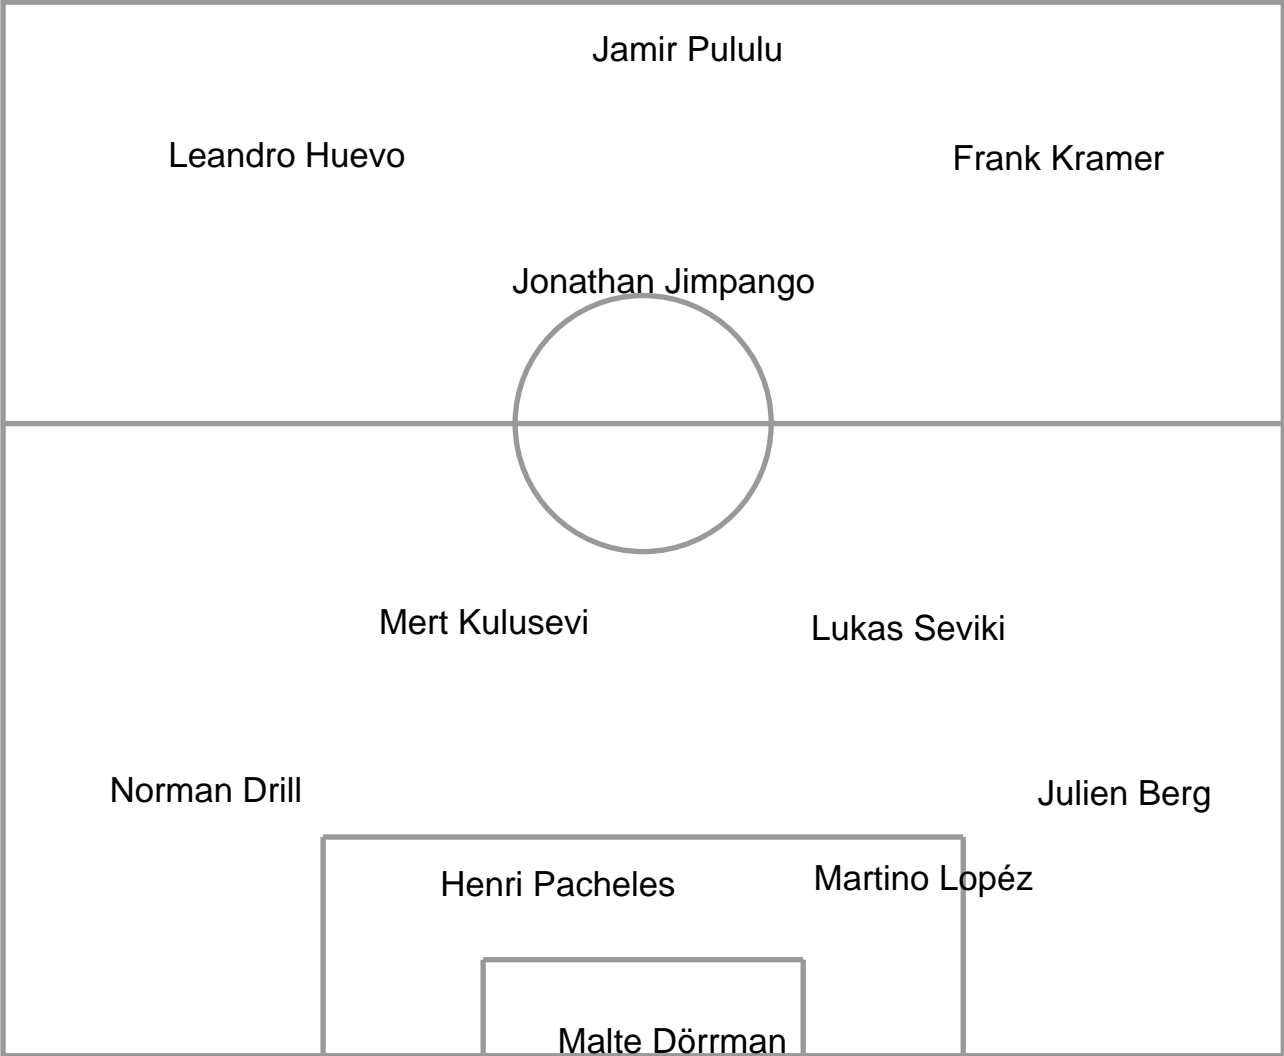 Jamir Pululu
Leandro Huevo
Frank Kramer
Jonathan Jimpango
Mert Kulusevi
Lukas Seviki
Norman Drill
Julien Berg
Henri Pacheles
Martino Lopéz
Malte Dörrman